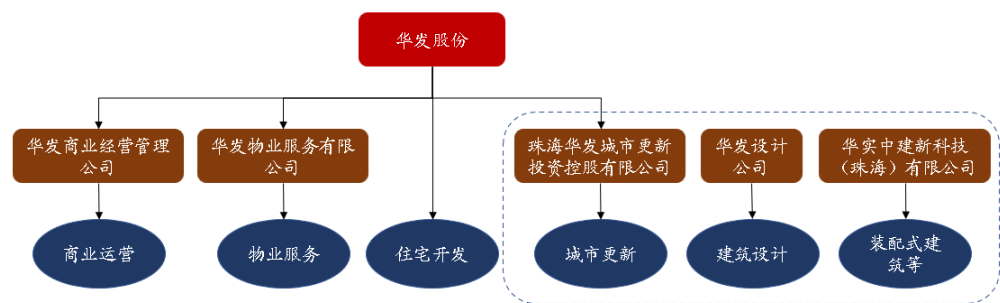 华发股份
华发商业经营管理
公司
华发物业服务有限
公司
珠海华发城市更新
投资控股有限公司
华发设计
公司
华实中建新科技
（珠海）有限公司
商业运营
物业服务
住宅开发
城市更新
建筑设计
装配式建
筑等